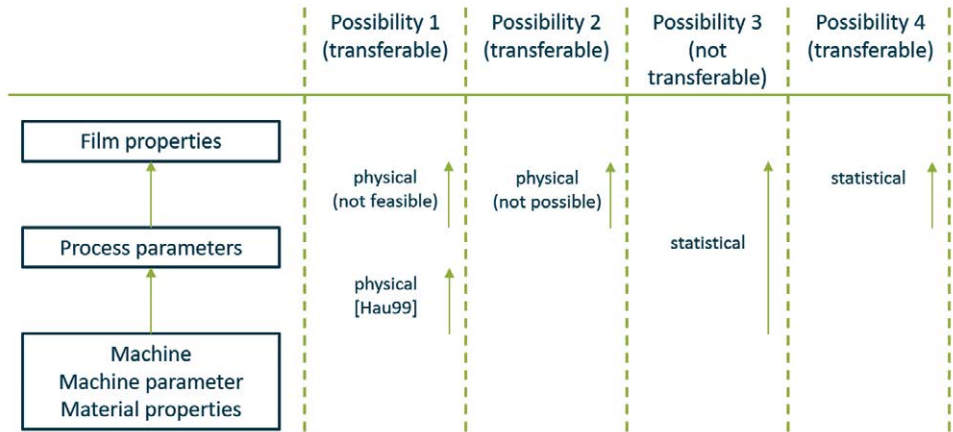 Possibility 1
(transferable)
Possibility 2
(transferable)
Possibility 3
(not
transferable)
Possibility 4
(transferable)
Film properties
physical
(not feasible)
physical
(not possible)
statistical
Process parameters
statistical
physical
[Hau99]
Machine
Machine parameter
Material properties